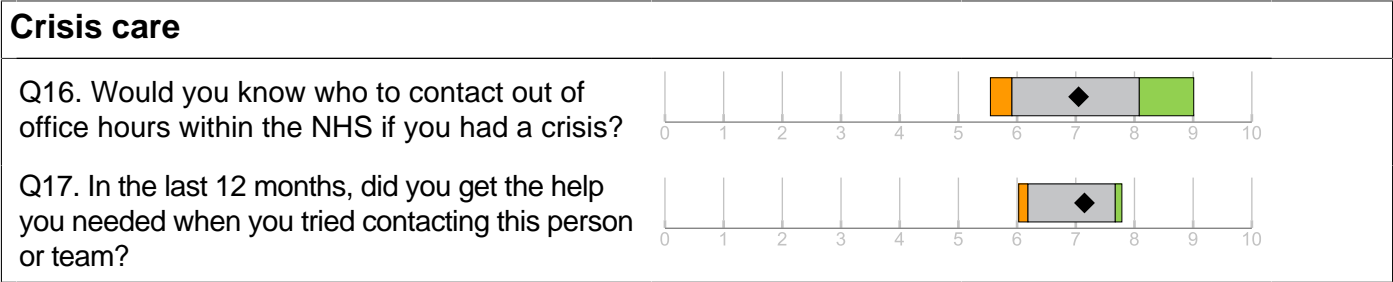 Crisis care
Q16. Would you know who to contact out of
office hours within the NHS if you had a crisis?
0 1 2 3 4 5 6 7 8 9 10
Q17. In the last 12 months, did you get the help
you needed when you tried contacting this person
or team?
0 1 2 3 4 5 6 7 8 9 10